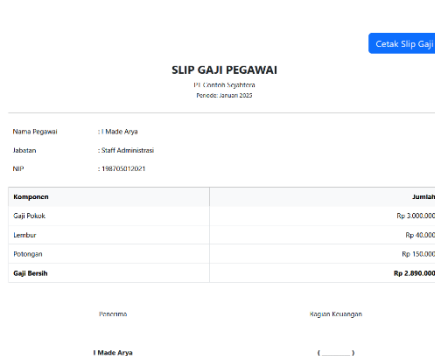 Cetak Slip Gaji
SLIP GAJI PEGAWAI
PT Contoh Sejahtera
Periode: Januari 2025
Nama Pegawai : I Made Arya
Jabatan : Staff Administrasi
NIP : 198705012021
Komponen Jumlah
Gaji Pokok Rp 3.000.000
Lembur Rp 40.000
Potongan Rp 150.000
Gaji Bersih Rp 2.890.000
Penerima Bagian Keuangan
I Made Arya ( ________ )